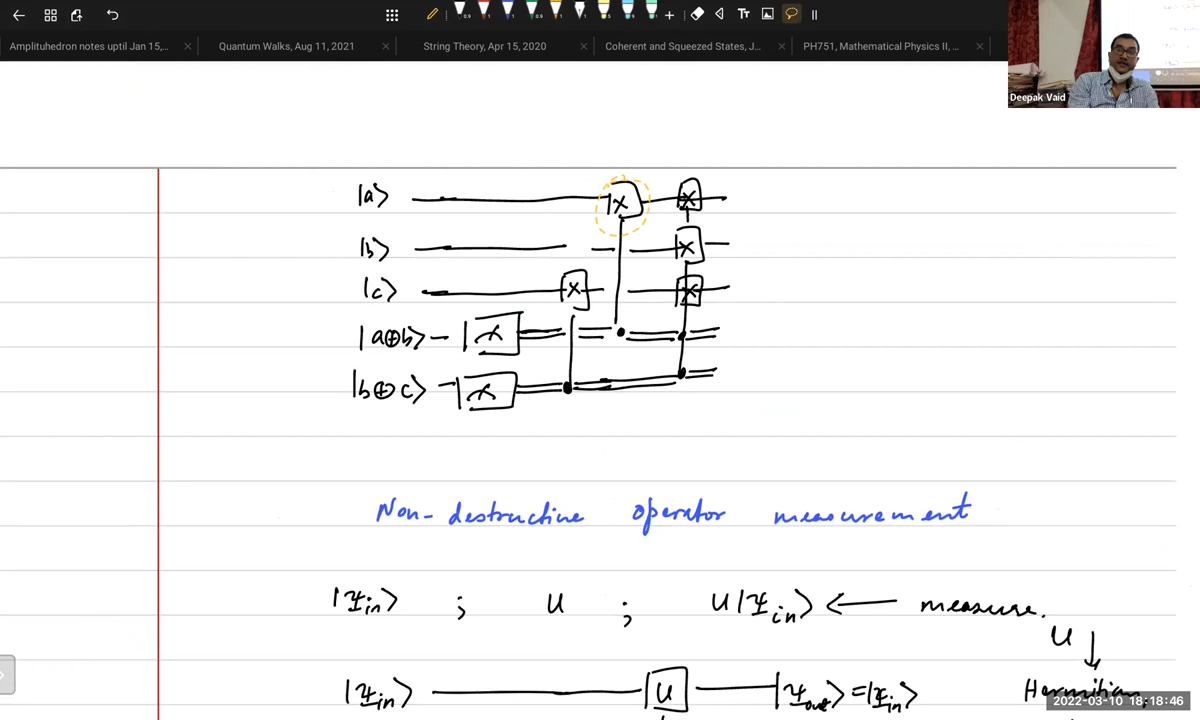 Amplituhedron notes uptil Jan 15,... × Quantum Walks, Aug 11, 2021 × String Theory, Apr 15, 2020 × Coherent and Squeezed States, J... × PH751, Mathematical Physics II, ... ×
Deepak Vaid
|a⟩ X X
|b⟩ X
|c⟩ X X
|a⊕b⟩
|b⊕c⟩
Non-destructive operator measurement
|Ψin⟩ ; U ; U|Ψin⟩ ← measure.
U ↓
|Ψin⟩ U |Ψout⟩ = |Ψin⟩ Hermitian,
2022-03-10 18:18:46